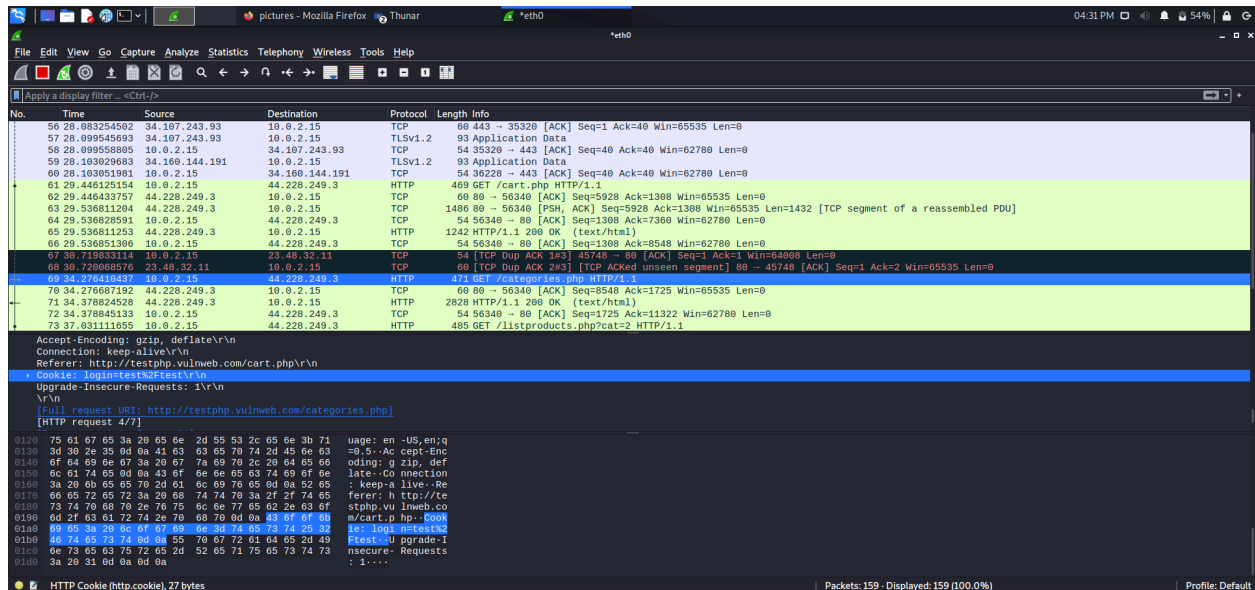 pictures - Mozilla Firefox
Thunar
*eth0
04:31 PM
54%
*eth0
File Edit View Go Capture Analyze Statistics Telephony Wireless Tools Help
Apply a display filter … <Ctrl-/>
No. Time Source Destination Protocol Length Info
56 28.083254502 34.107.243.93 10.0.2.15 TCP 60 443 → 35320 [ACK] Seq=1 Ack=40 Win=65535 Len=0
57 28.099545693 34.107.243.93 10.0.2.15 TLSv1.2 93 Application Data
58 28.099558805 10.0.2.15 34.107.243.93 TCP 54 35320 → 443 [ACK] Seq=40 Ack=40 Win=62780 Len=0
59 28.103029683 34.160.144.191 10.0.2.15 TLSv1.2 93 Application Data
60 28.103051981 10.0.2.15 34.160.144.191 TCP 54 36228 → 443 [ACK] Seq=40 Ack=40 Win=62780 Len=0
61 29.446125154 10.0.2.15 44.228.249.3 HTTP 469 GET /cart.php HTTP/1.1
62 29.446433757 44.228.249.3 10.0.2.15 TCP 60 80 → 56340 [ACK] Seq=5928 Ack=1308 Win=65535 Len=0
63 29.536811204 44.228.249.3 10.0.2.15 TCP 1486 80 → 56340 [PSH, ACK] Seq=5928 Ack=1308 Win=65535 Len=1432 [TCP segment of a reassembled PDU]
64 29.536828591 10.0.2.15 44.228.249.3 TCP 54 56340 → 80 [ACK] Seq=1308 Ack=7360 Win=62780 Len=0
65 29.536811253 44.228.249.3 10.0.2.15 HTTP 1242 HTTP/1.1 200 OK (text/html)
66 29.536851306 10.0.2.15 44.228.249.3 TCP 54 56340 → 80 [ACK] Seq=1308 Ack=8548 Win=62780 Len=0
67 30.719833114 10.0.2.15 23.48.32.11 TCP 54 [TCP Dup ACK 1#3] 45748 → 80 [ACK] Seq=1 Ack=1 Win=64008 Len=0
68 30.720068576 23.48.32.11 10.0.2.15 TCP 60 [TCP Dup ACK 2#3] [TCP ACKed unseen segment] 80 → 45748 [ACK] Seq=1 Ack=2 Win=65535 Len=0
69 34.276410437 10.0.2.15 44.228.249.3 HTTP 471 GET /categories.php HTTP/1.1
70 34.276687192 44.228.249.3 10.0.2.15 TCP 60 80 → 56340 [ACK] Seq=8548 Ack=1725 Win=65535 Len=0
71 34.378824528 44.228.249.3 10.0.2.15 HTTP 2828 HTTP/1.1 200 OK (text/html)
72 34.378845133 10.0.2.15 44.228.249.3 TCP 54 56340 → 80 [ACK] Seq=1725 Ack=11322 Win=62780 Len=0
73 37.031111655 10.0.2.15 44.228.249.3 HTTP 485 GET /listproducts.php?cat=2 HTTP/1.1
Accept-Encoding: gzip, deflate\r\n
Connection: keep-alive\r\n
Referer: http://testphp.vulnweb.com/cart.php\r\n
Cookie: login=test%2Ftest\r\n
Upgrade-Insecure-Requests: 1\r\n
\r\n
[Full request URI: http://testphp.vulnweb.com/categories.php]
[HTTP request 4/7]
0120 75 61 67 65 3a 20 65 6e 2d 55 53 2c 65 6e 3b 71 uage: en -US,en;q
0130 3d 30 2e 35 0d 0a 41 63 63 65 70 74 2d 45 6e 63 =0.5··Ac cept-Enc
0140 6f 64 69 6e 67 3a 20 67 7a 69 70 2c 20 64 65 66 oding: g zip, def
0150 6c 61 74 65 0d 0a 43 6f 6e 6e 65 63 74 69 6f 6e late··Co nnection
0160 3a 20 6b 65 65 70 2d 61 6c 69 76 65 0d 0a 52 65 : keep-a live··Re
0170 66 65 72 65 72 3a 20 68 74 74 70 3a 2f 2f 74 65 ferer: h ttp://te
0180 73 74 70 68 70 2e 76 75 6c 6e 77 65 62 2e 63 6f stphp.vu lnweb.co
0190 6d 2f 63 61 72 74 2e 70 68 70 0d 0a 43 6f 6f 6b m/cart.p hp··Cook
01a0 69 65 3a 20 6c 6f 67 69 6e 3d 74 65 73 74 25 32 ie: logi n=test%2
01b0 46 74 65 73 74 0d 0a 55 70 67 72 61 64 65 2d 49 Ftest··U pgrade-I
01c0 6e 73 65 63 75 72 65 2d 52 65 71 75 65 73 74 73 nsecure- Requests
01d0 3a 20 31 0d 0a 0d 0a : 1····
HTTP Cookie (http.cookie), 27 bytes
Packets: 159 · Displayed: 159 (100.0%)
Profile: Default